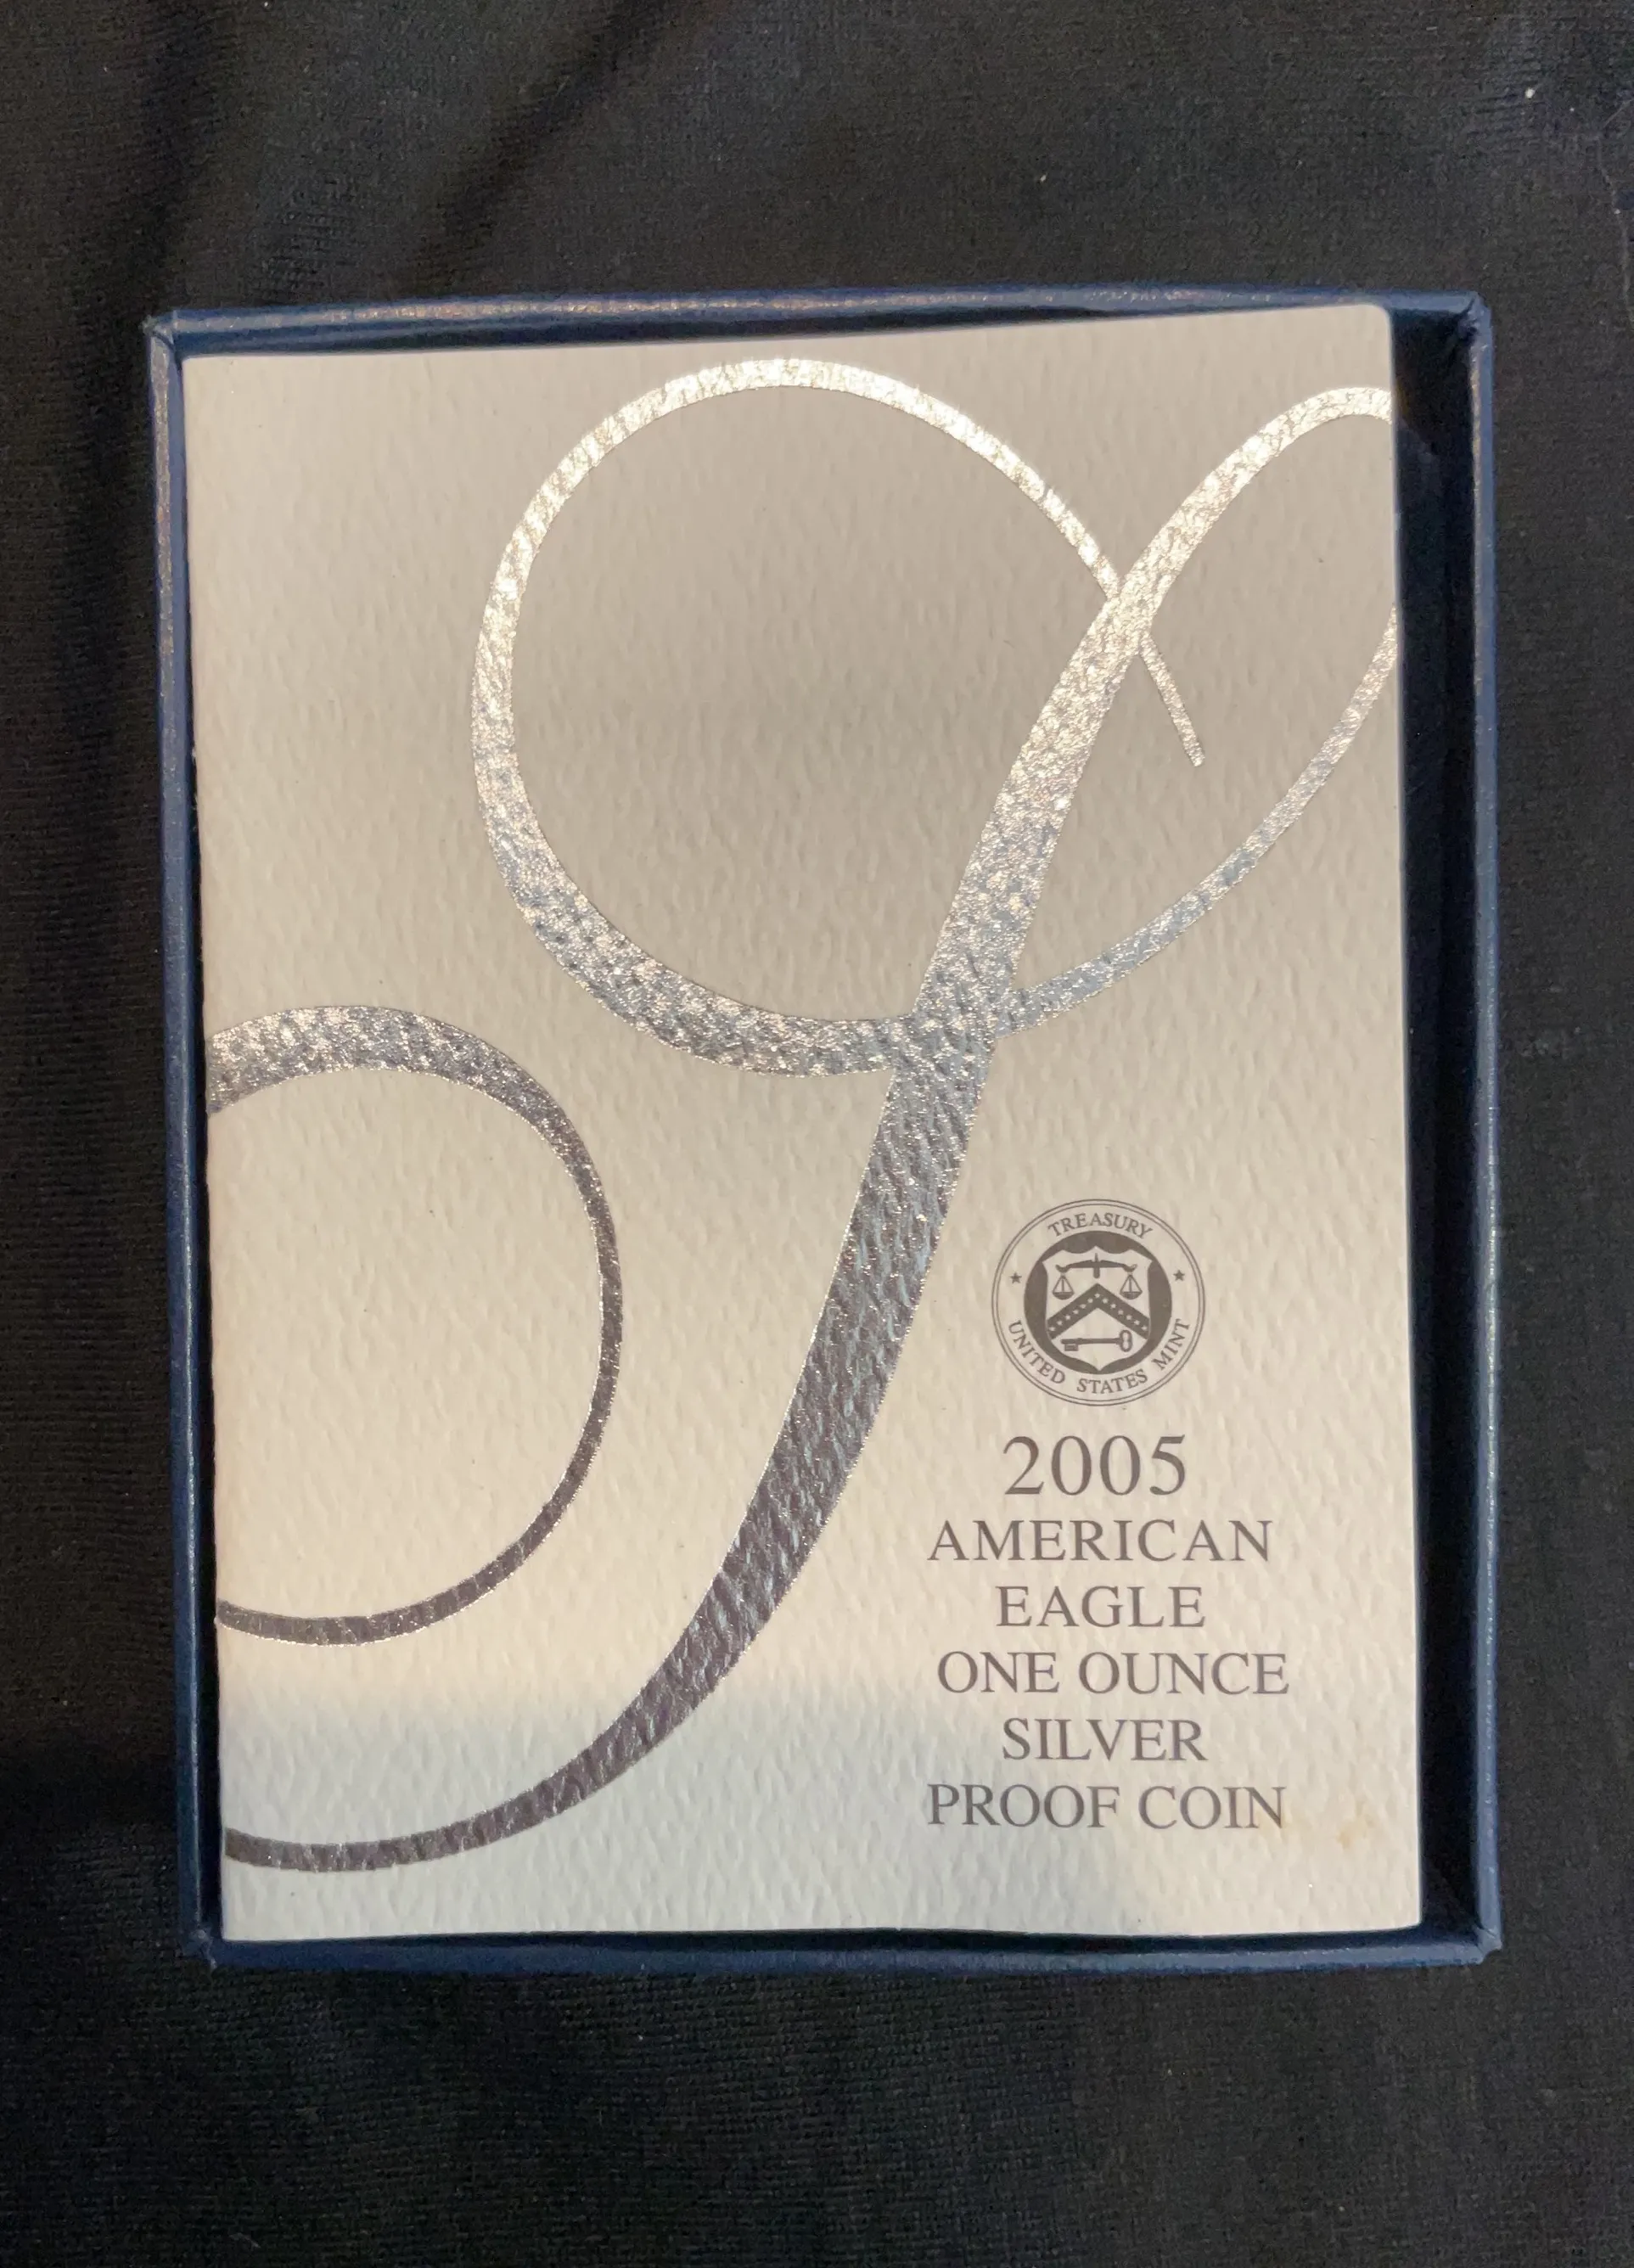 TREASURY
UNITED STATES MINT
2005
AMERICAN
EAGLE
ONE OUNCE
SILVER
PROOF COIN